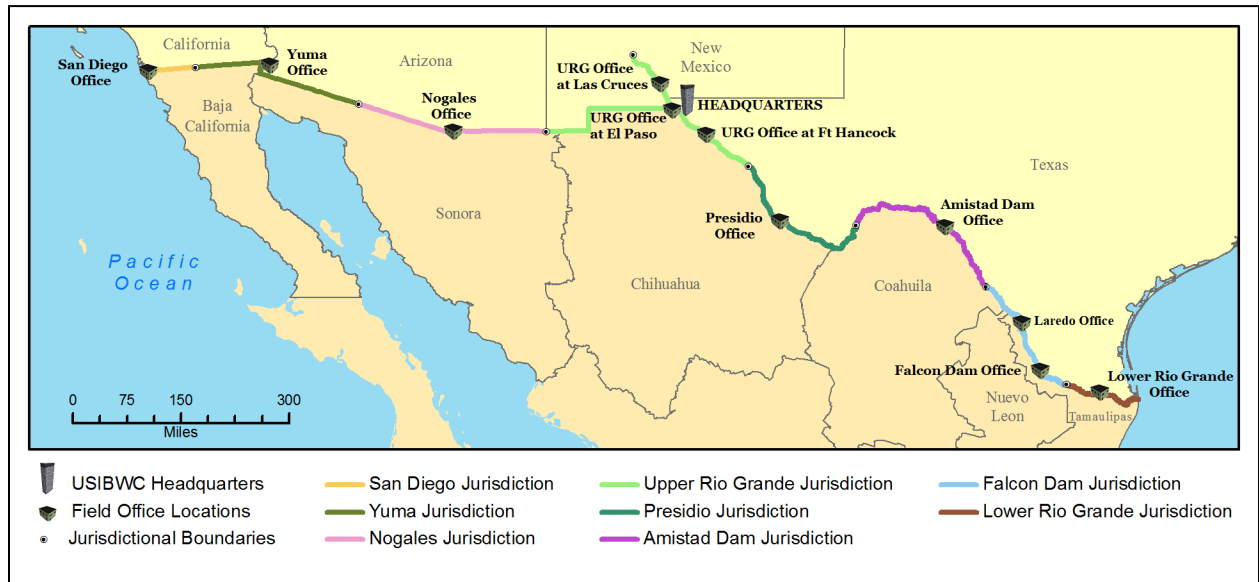 California
San Diego
Office
Yuma
Office
Arizona
New
Mexico
URG Office
at Las Cruces
HEADQUARTERS
Baja
California
Nogales
Office
URG Office
at El Paso
URG Office at Ft Hancock
Texas
Sonora
Presidio
Office
Amistad Dam
Office
Pacific
Ocean
Chihuahua
Coahuila
Laredo Office
Falcon Dam Office
Lower Rio Grande
Office
Nuevo
Leon
Tamaulipas
0 75 150 300
Miles
USIBWC Headquarters
San Diego Jurisdiction
Upper Rio Grande Jurisdiction
Falcon Dam Jurisdiction
Field Office Locations
Yuma Jurisdiction
Presidio Jurisdiction
Lower Rio Grande Jurisdiction
Jurisdictional Boundaries
Nogales Jurisdiction
Amistad Dam Jurisdiction